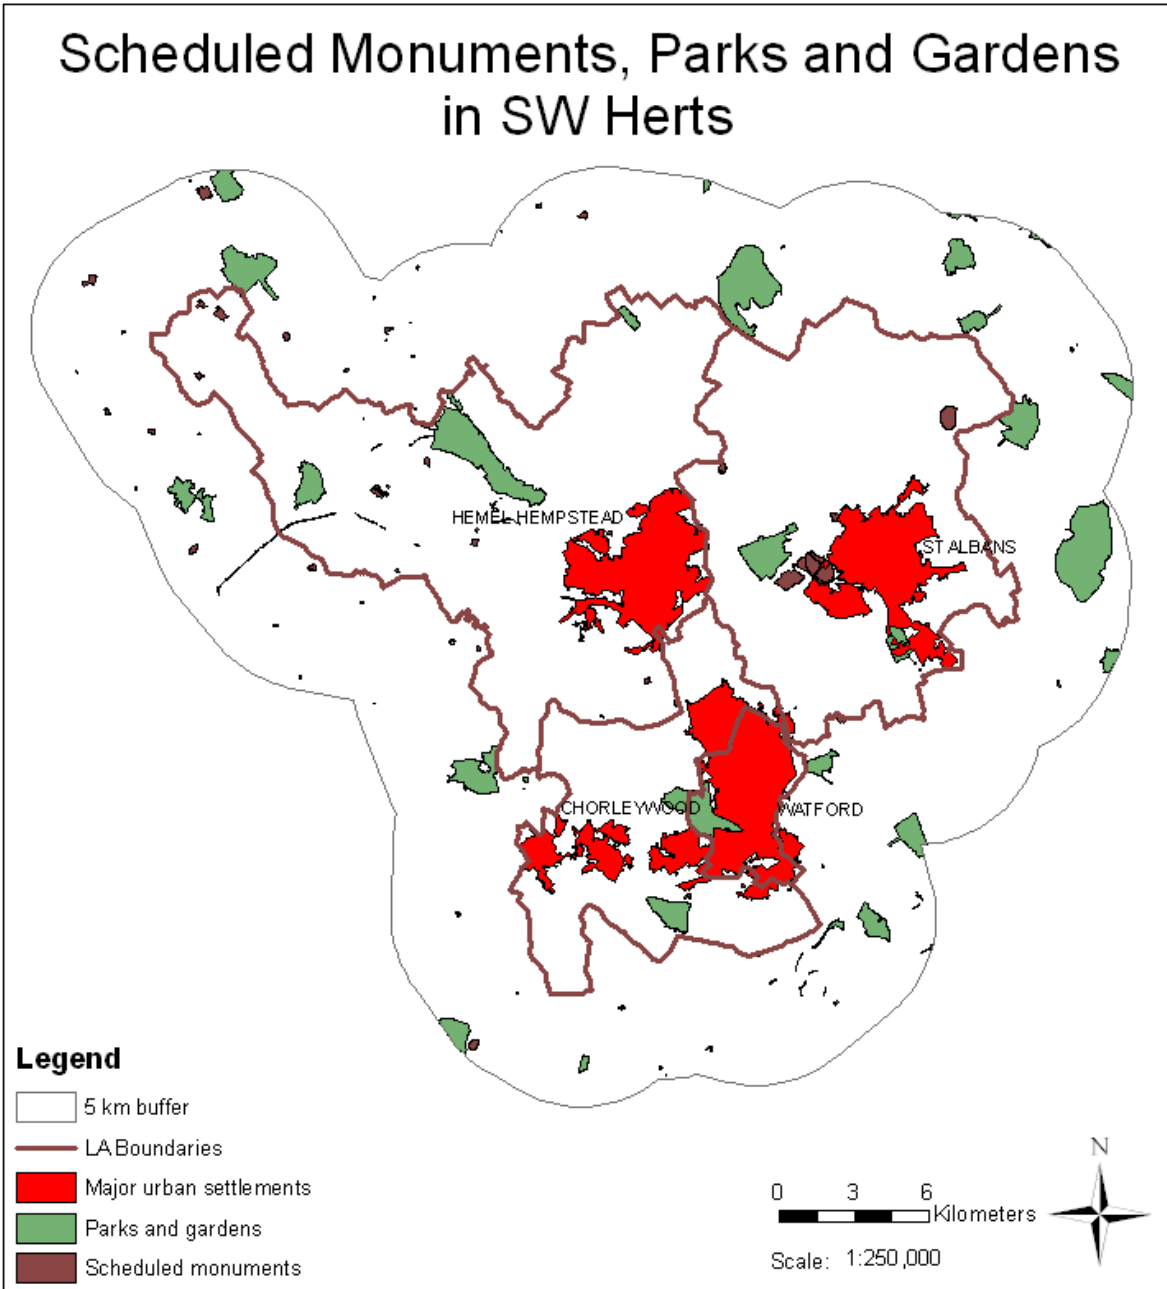 Scheduled Monuments, Parks and Gardens
in SW Herts
HEMEL HEMPSTEAD
ST ALBANS
CHORLEYWOOD
WATFORD
Legend
5 km buffer
LA Boundaries
Major urban settlements
Parks and gardens
Scheduled monuments
N
0 3 6
Kilometers
Scale: 1:250,000